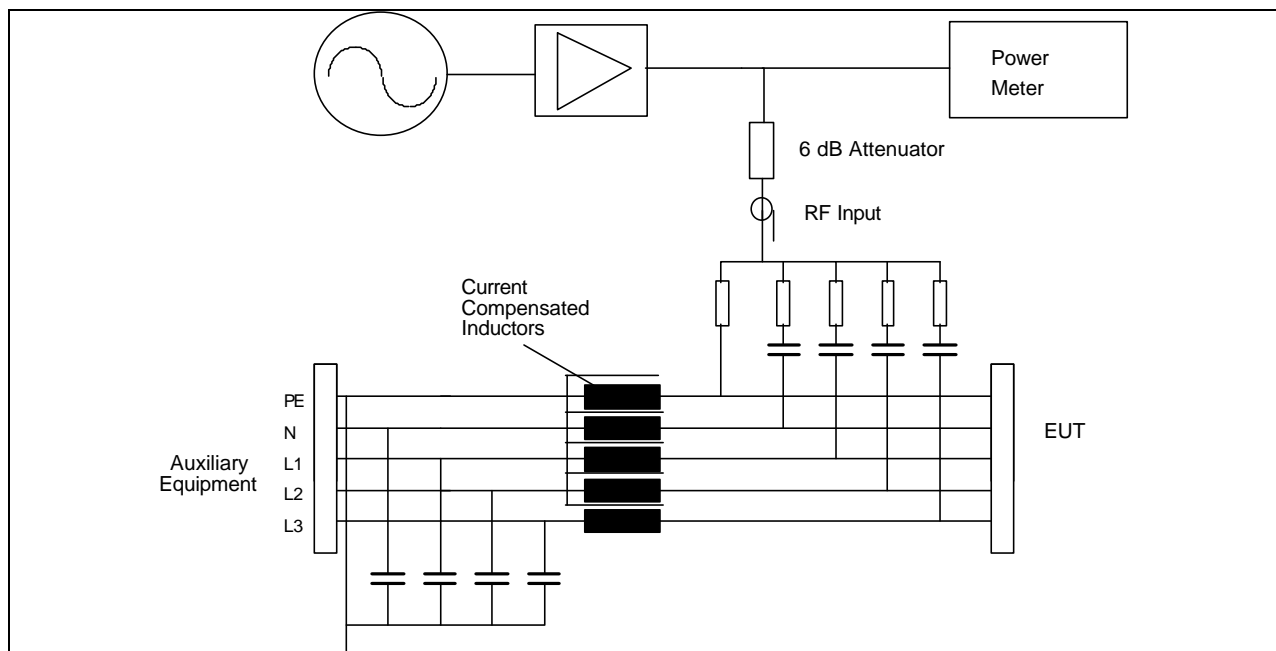 Power
Meter
6 dB Attenuator
RF Input
Current
Compensated
Inductors
PE
N
L1
L2
L3
Auxiliary
Equipment
EUT